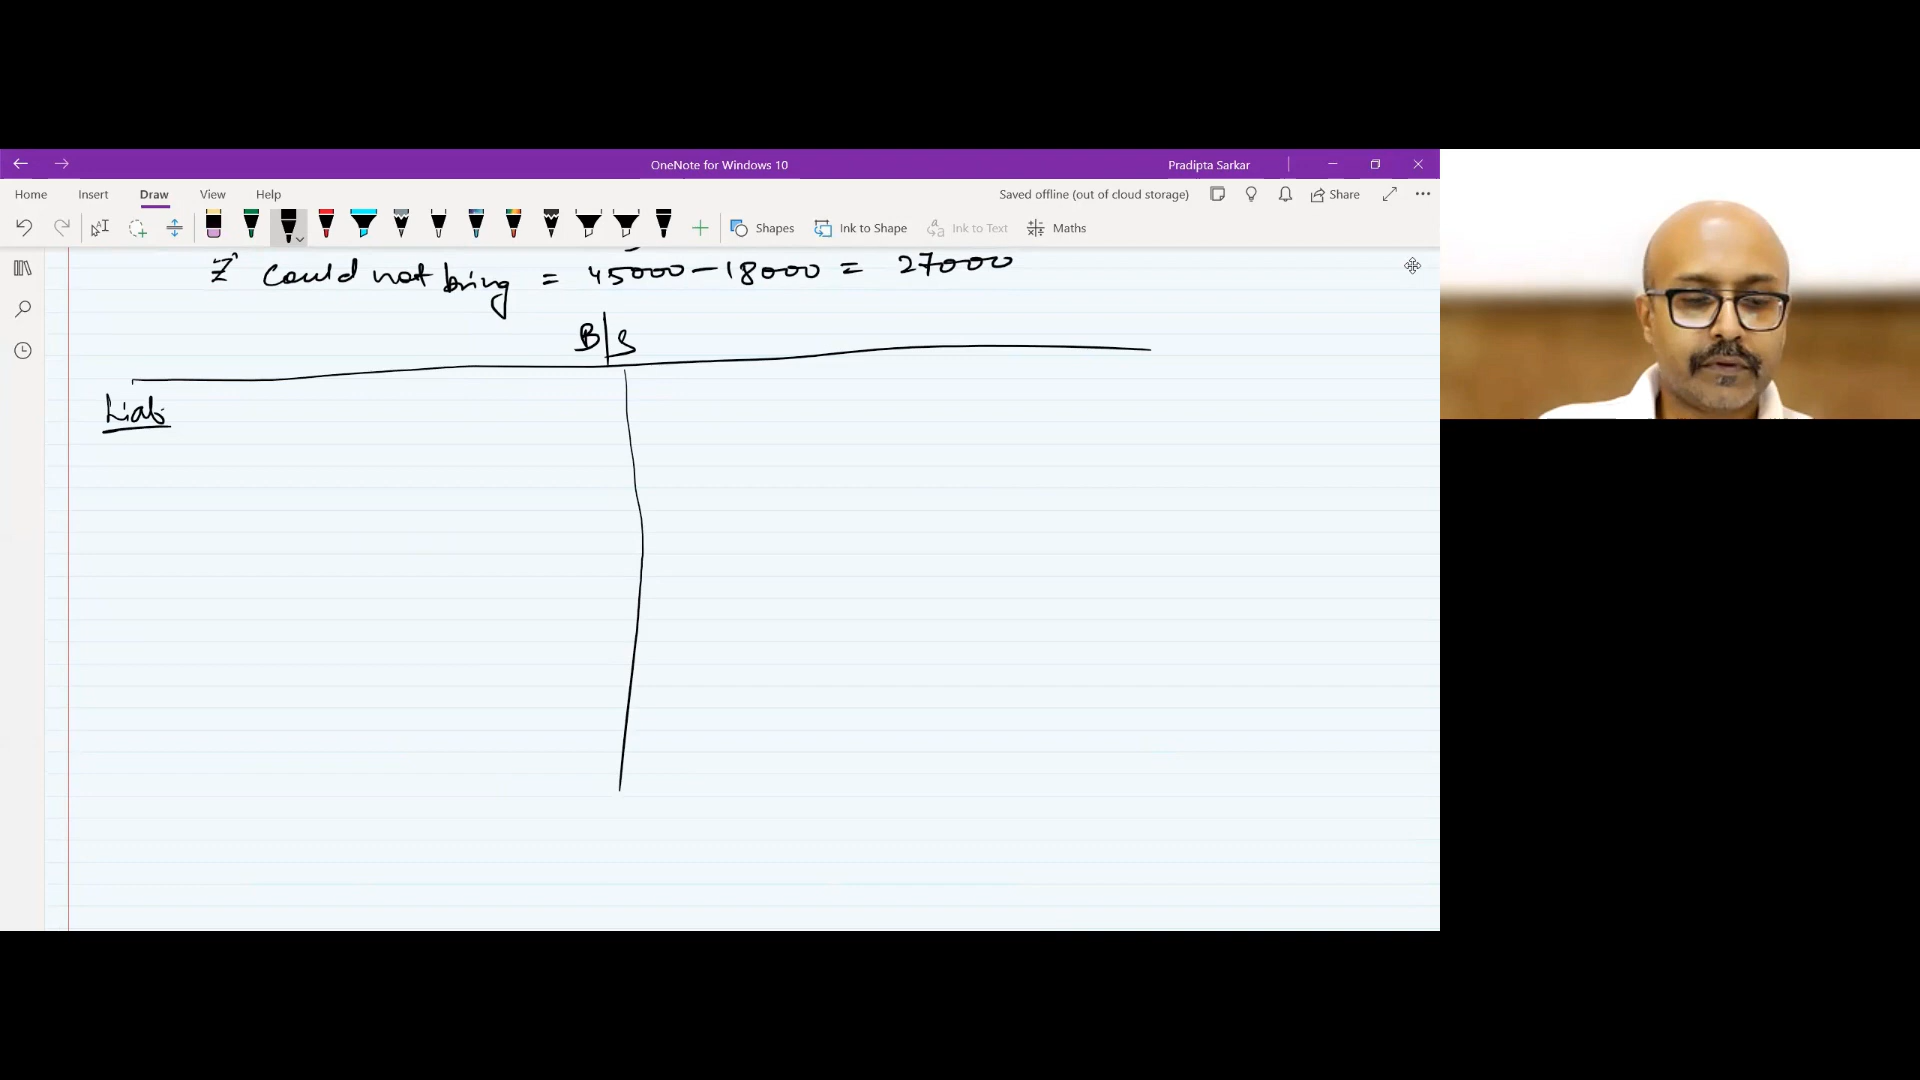 OneNote for Windows 10
Pradipta Sarkar
Home Insert Draw View Help
Saved offline (out of cloud storage)
Share
Shapes
Ink to Shape
Ink to Text
Maths
Z could not bring = 45000 - 18000 = 27000
B/S
Liab